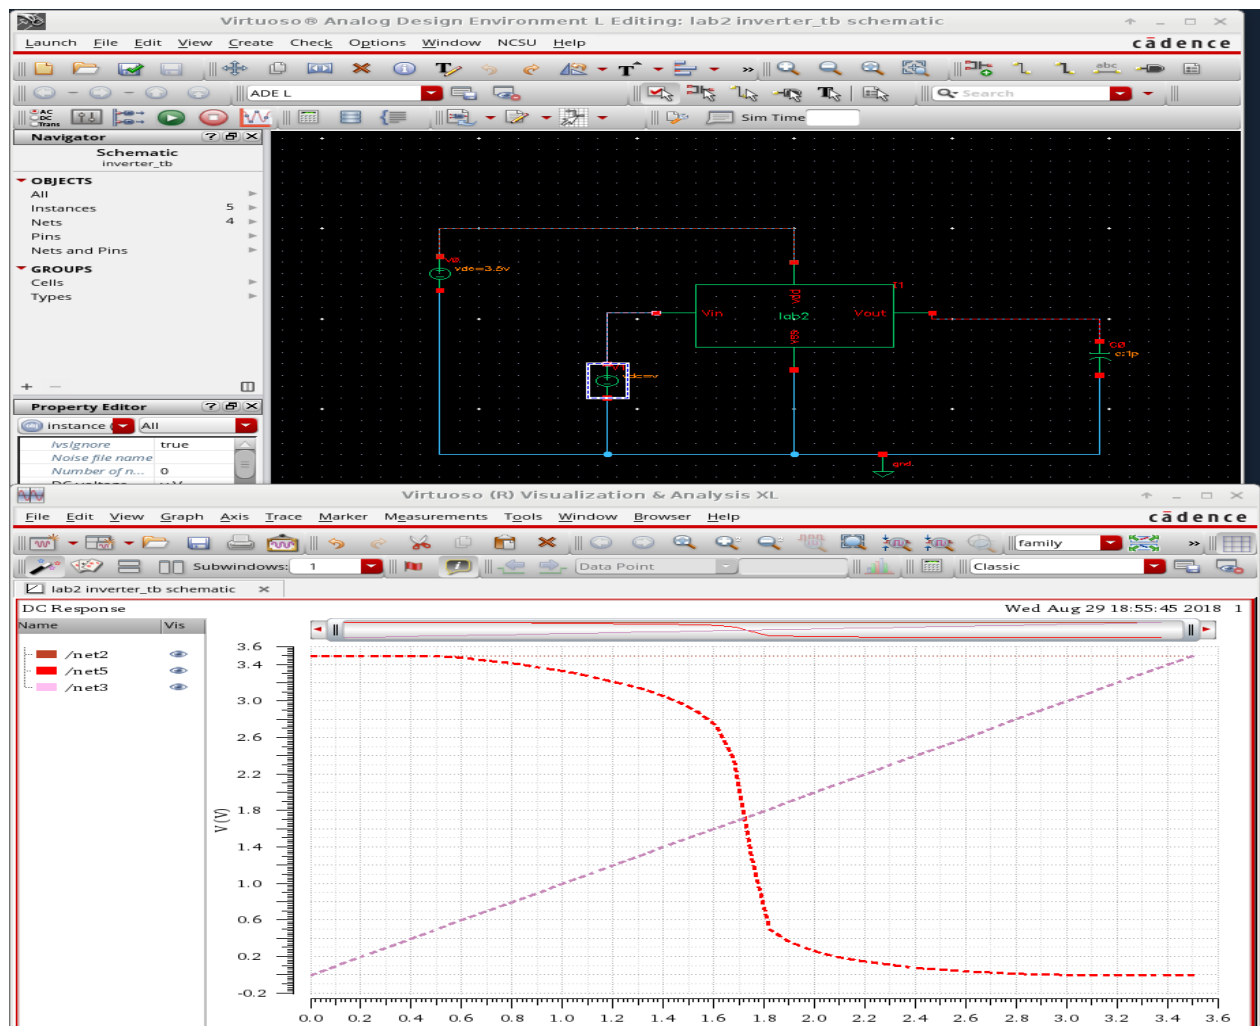 Virtuoso® Analog Design Environment L Editing: lab2 inverter_tb schematic
Launch File Edit View Create Check Options Window NCSU Help
cādence
ADE L
Search
AC
DC
Trans
Sim Time
Navigator
Schematic
inverter_tb
OBJECTS
All
Instances 5
Nets 4
Pins
Nets and Pins
GROUPS
Cells
Types
Property Editor
instance
All
lvsIgnore true
Noise file name
Number of n... 0
V0
vdc=3.5v
Vin
vdd
lab2
vss
Vout
I1
C0
c:1p
gnd
Virtuoso (R) Visualization & Analysis XL
File Edit View Graph Axis Trace Marker Measurements Tools Window Browser Help
cādence
family
Subwindows: 1
Data Point
Classic
lab2 inverter_tb schematic
DC Response
Wed Aug 29 18:55:45 2018 1
Name Vis
/net2
/net5
/net3
V (V)
3.6
3.4
3.0
2.6
2.2
1.8
1.4
1.0
0.6
0.2
-0.2
0.0 0.2 0.4 0.6 0.8 1.0 1.2 1.4 1.6 1.8 2.0 2.2 2.4 2.6 2.8 3.0 3.2 3.4 3.6